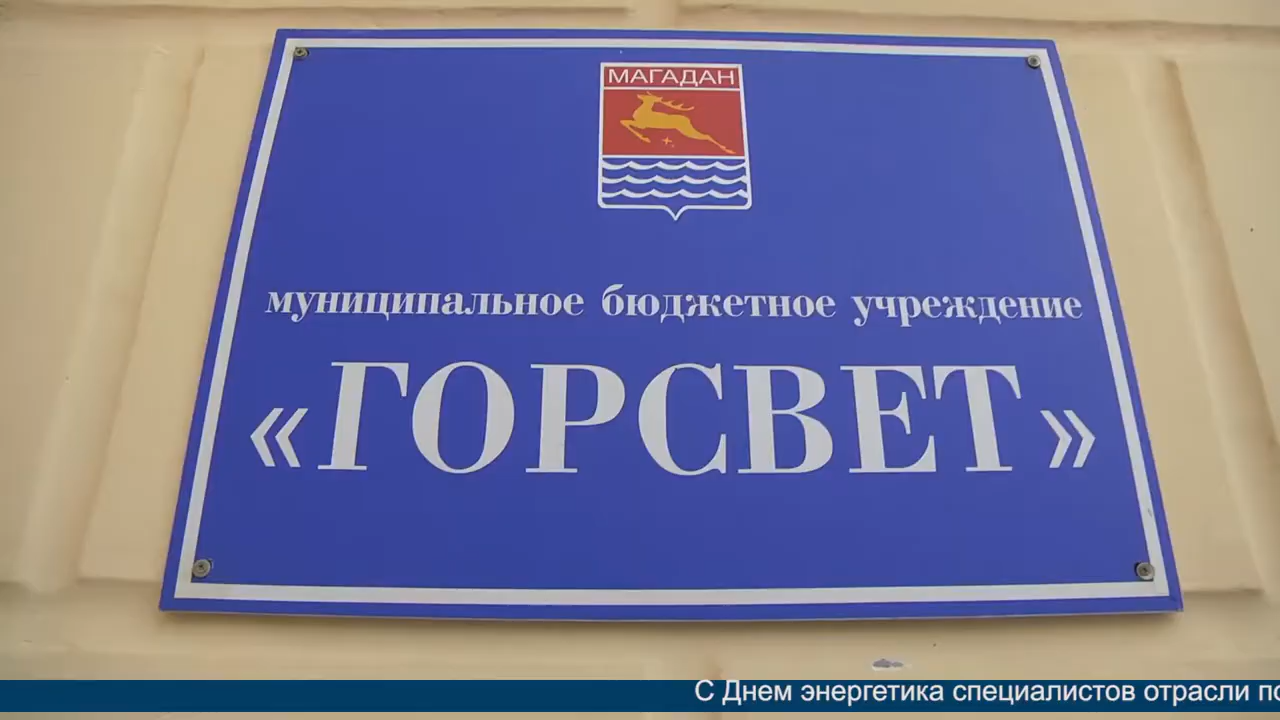 МАГАДАН
муниципальное бюджетное учреждение
«ГОРСВЕТ»
С Днем энергетика специалистов отрасли по